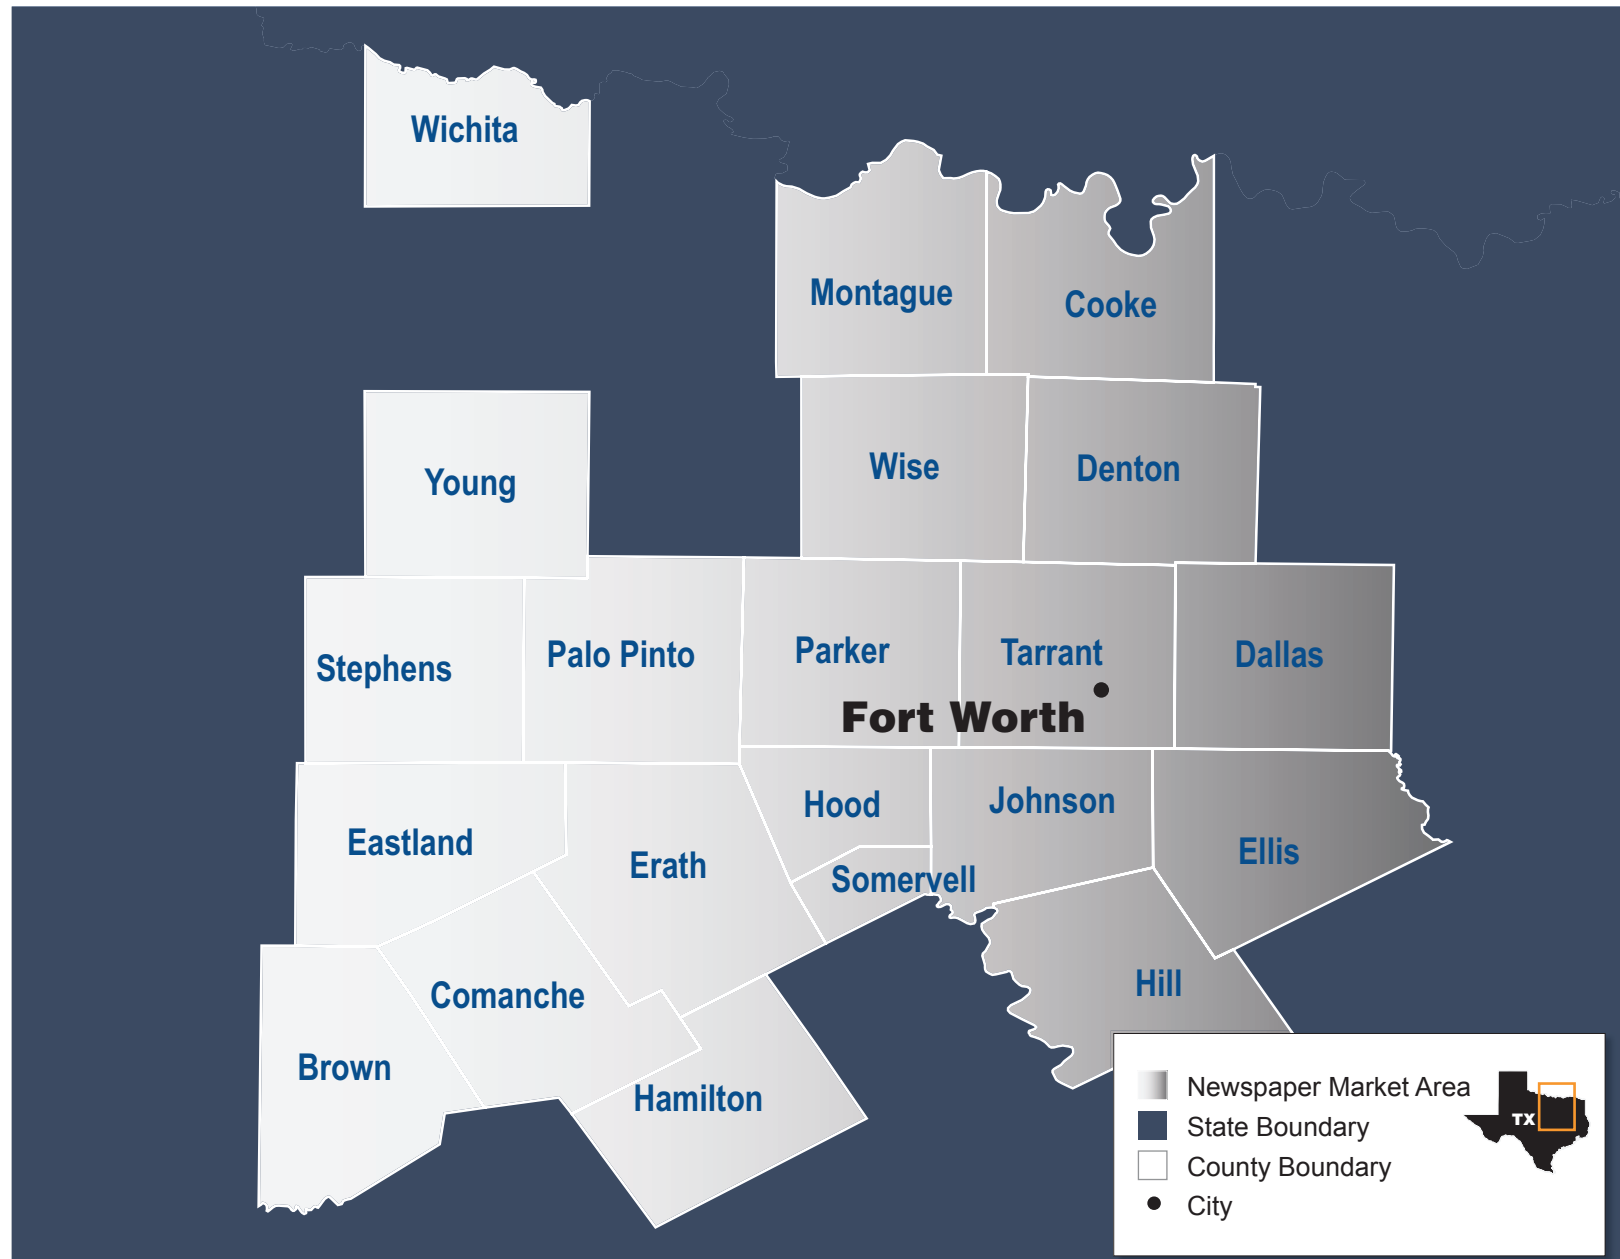 Wichita
Montague
Cooke
Wise
Denton
Young
Stephens
Palo Pinto
Parker
Tarrant
Dallas
Fort Worth
Hood
Johnson
Eastland
Erath
Somervell
Ellis
Comanche
Hill
Brown
Hamilton
Newspaper Market Area
State Boundary
County Boundary
City
TX